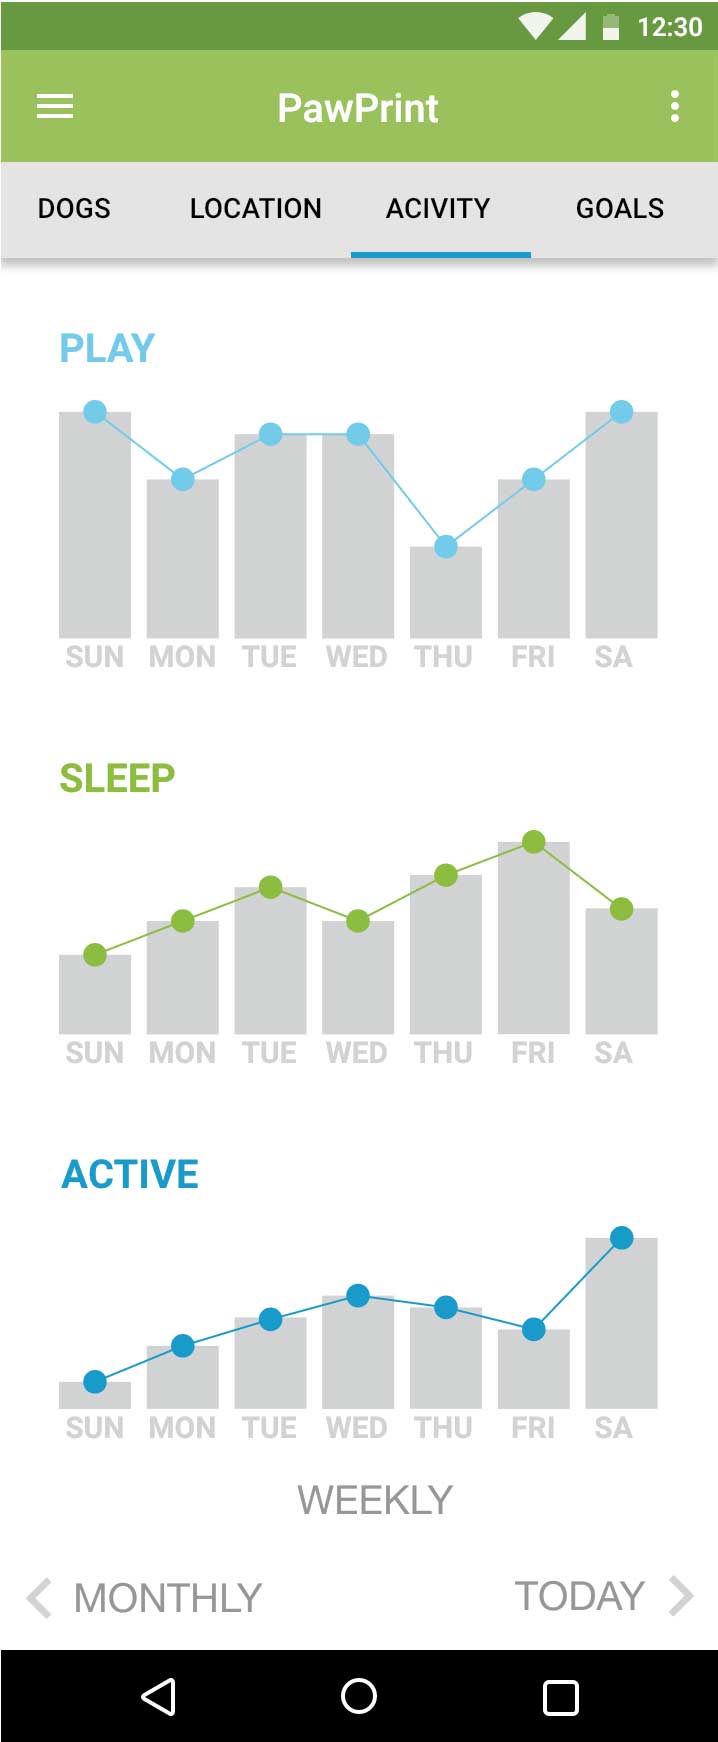 12:30
PawPrint
DOGS LOCATION ACIVITY GOALS
PLAY
SUN MON TUE WED THU FRI SA
SLEEP
SUN MON TUE WED THU FRI SA
ACTIVE
SUN MON TUE WED THU FRI SA
WEEKLY
MONTHLY TODAY